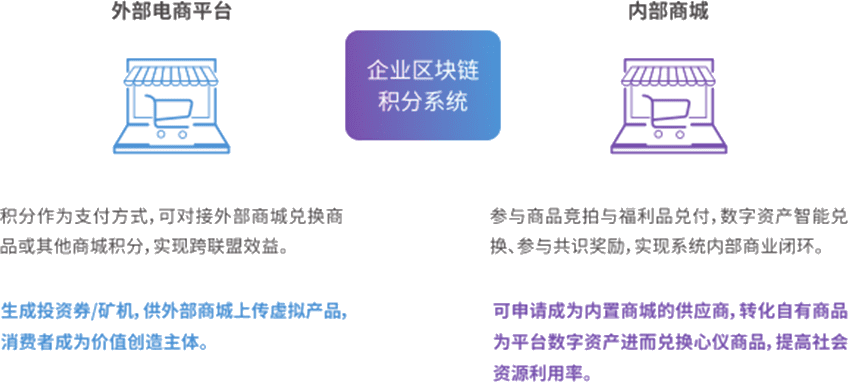 外部电商平台
企业区块链
积分系统
内部商城
积分作为支付方式，可对接外部商城兑换商
品或其他商城积分，实现跨联盟效益。
生成投资券/矿机，供外部商城上传虚拟产品，
消费者成为价值创造主体。
参与商品竞拍与福利品兑付，数字资产智能兑
换、参与共识奖励，实现系统内部商业闭环。
可申请成为内置商城的供应商，转化自有商品
为平台数字资产进而兑换心仪商品，提高社会
资源利用率。